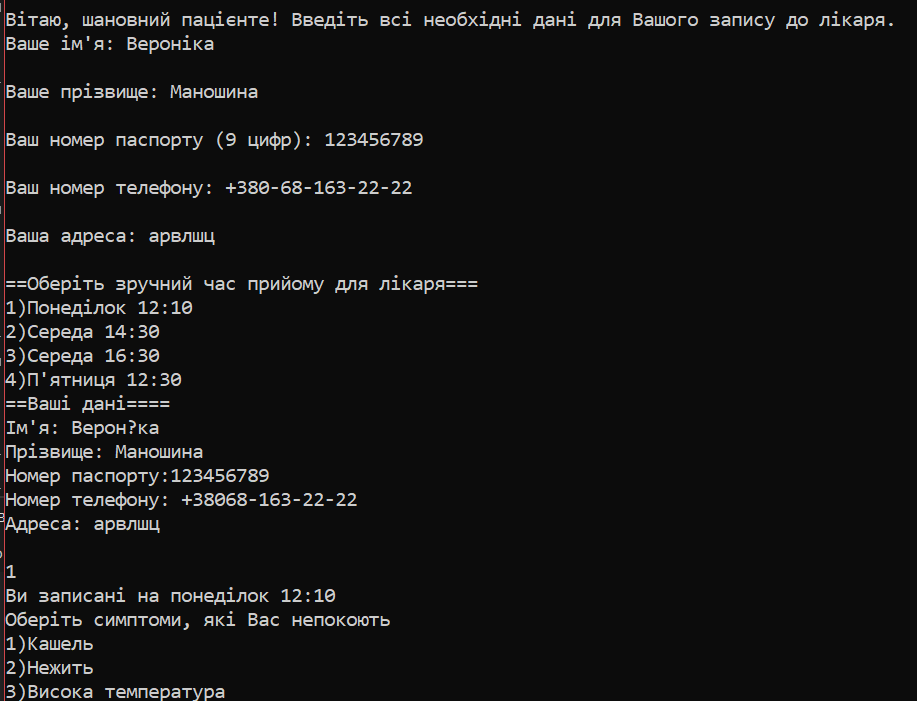 Вітаю, шановний пацієнте! Введіть всі необхідні дані для Вашого запису до лікаря.
Ваше ім'я: Вероніка
Ваше прізвище: Маношина
Ваш номер паспорту (9 цифр): 123456789
Ваш номер телефону: +380-68-163-22-22
Ваша адреса: арвлшц
==Оберіть зручний час прийому для лікаря===
1)Понеділок 12:10
2)Середа 14:30
3)Середа 16:30
4)П'ятниця 12:30
==Ваші дані====
Ім'я: Верон?ка
Прізвище: Маношина
Номер паспорту:123456789
Номер телефону: +38068-163-22-22
Адреса: арвлшц
1
Ви записані на понеділок 12:10
Оберіть симптоми, які Вас непокоють
1)Кашель
2)Нежить
3)Висока температура